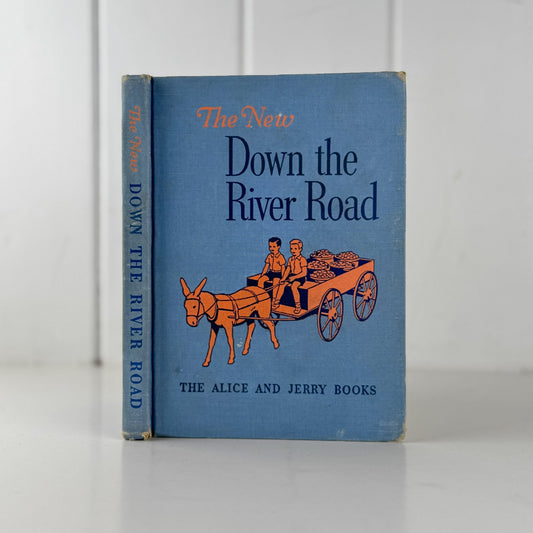 The New
Down the
River Road
THE ALICE AND JERRY BOOKS
The New DOWN THE RIVER ROAD